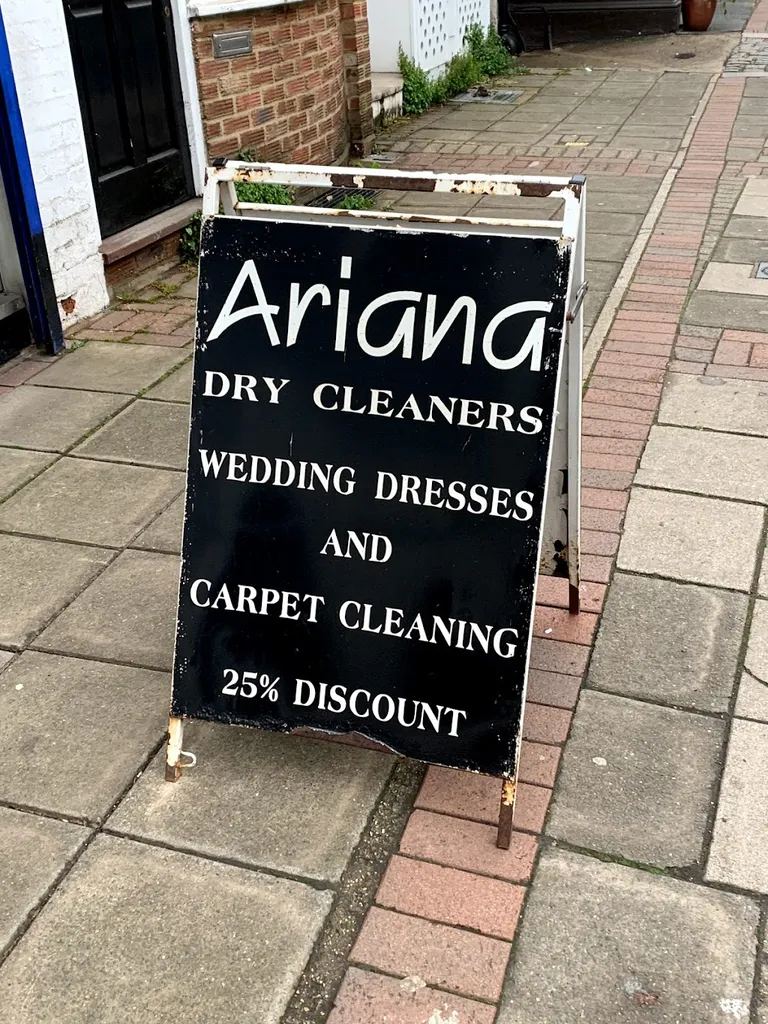 Ariana
DRY CLEANERS
WEDDING DRESSES
AND
CARPET CLEANING
25% DISCOUNT